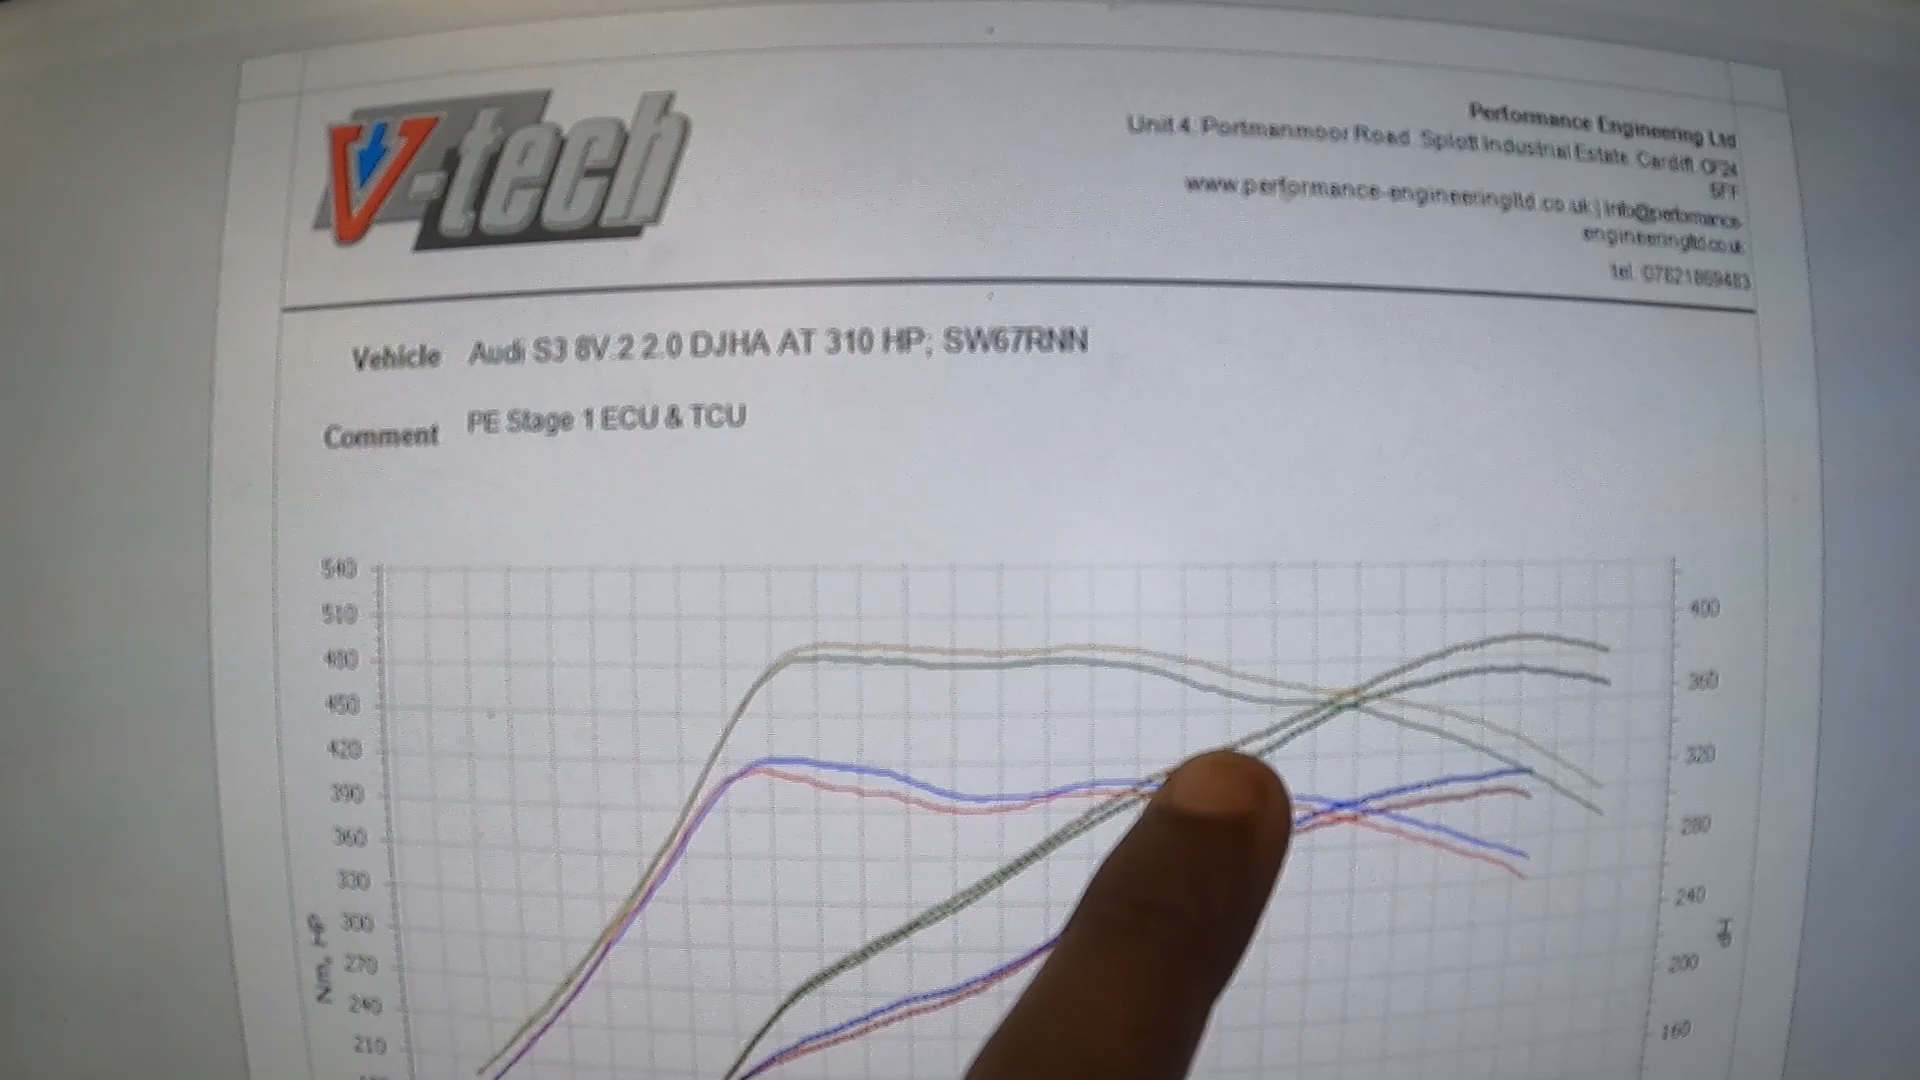 V-tech
Performance Engineering Ltd
Unit 4 Portmanmoor Road Splott Industrial Estate Cardiff CF24
5FF
www.performance-engineeringltd.co.uk | info@performance-
engineeringltd.co.uk
tel. 07821869483
Vehicle Audi S3 8V.2 2.0 DJHA AT 310 HP; SW67RNN
Comment PE Stage 1 ECU & TCU
540
510 400
480
450 360
420 320
390
360 280
330
300 240
270 200
240
210 160
Nm, HP